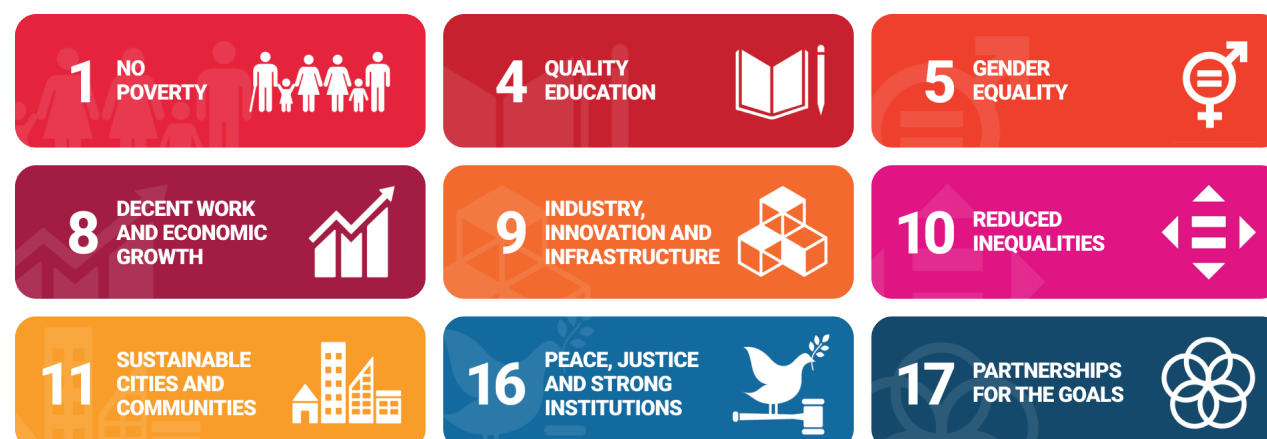 1
NO
POVERTY
4
QUALITY
EDUCATION
5
GENDER
EQUALITY
8
DECENT WORK
AND ECONOMIC
GROWTH
9
INDUSTRY,
INNOVATION AND
INFRASTRUCTURE
10
REDUCED
INEQUALITIES
11
SUSTAINABLE
CITIES AND
COMMUNITIES
16
PEACE, JUSTICE
AND STRONG
INSTITUTIONS
17
PARTNERSHIPS
FOR THE GOALS